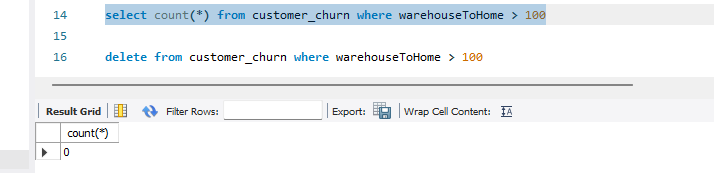 14 select count(*) from customer_churn where warehouseToHome > 100
15
16 delete from customer_churn where warehouseToHome > 100
Result Grid Filter Rows: Export: Wrap Cell Content: IA
count(*)
0